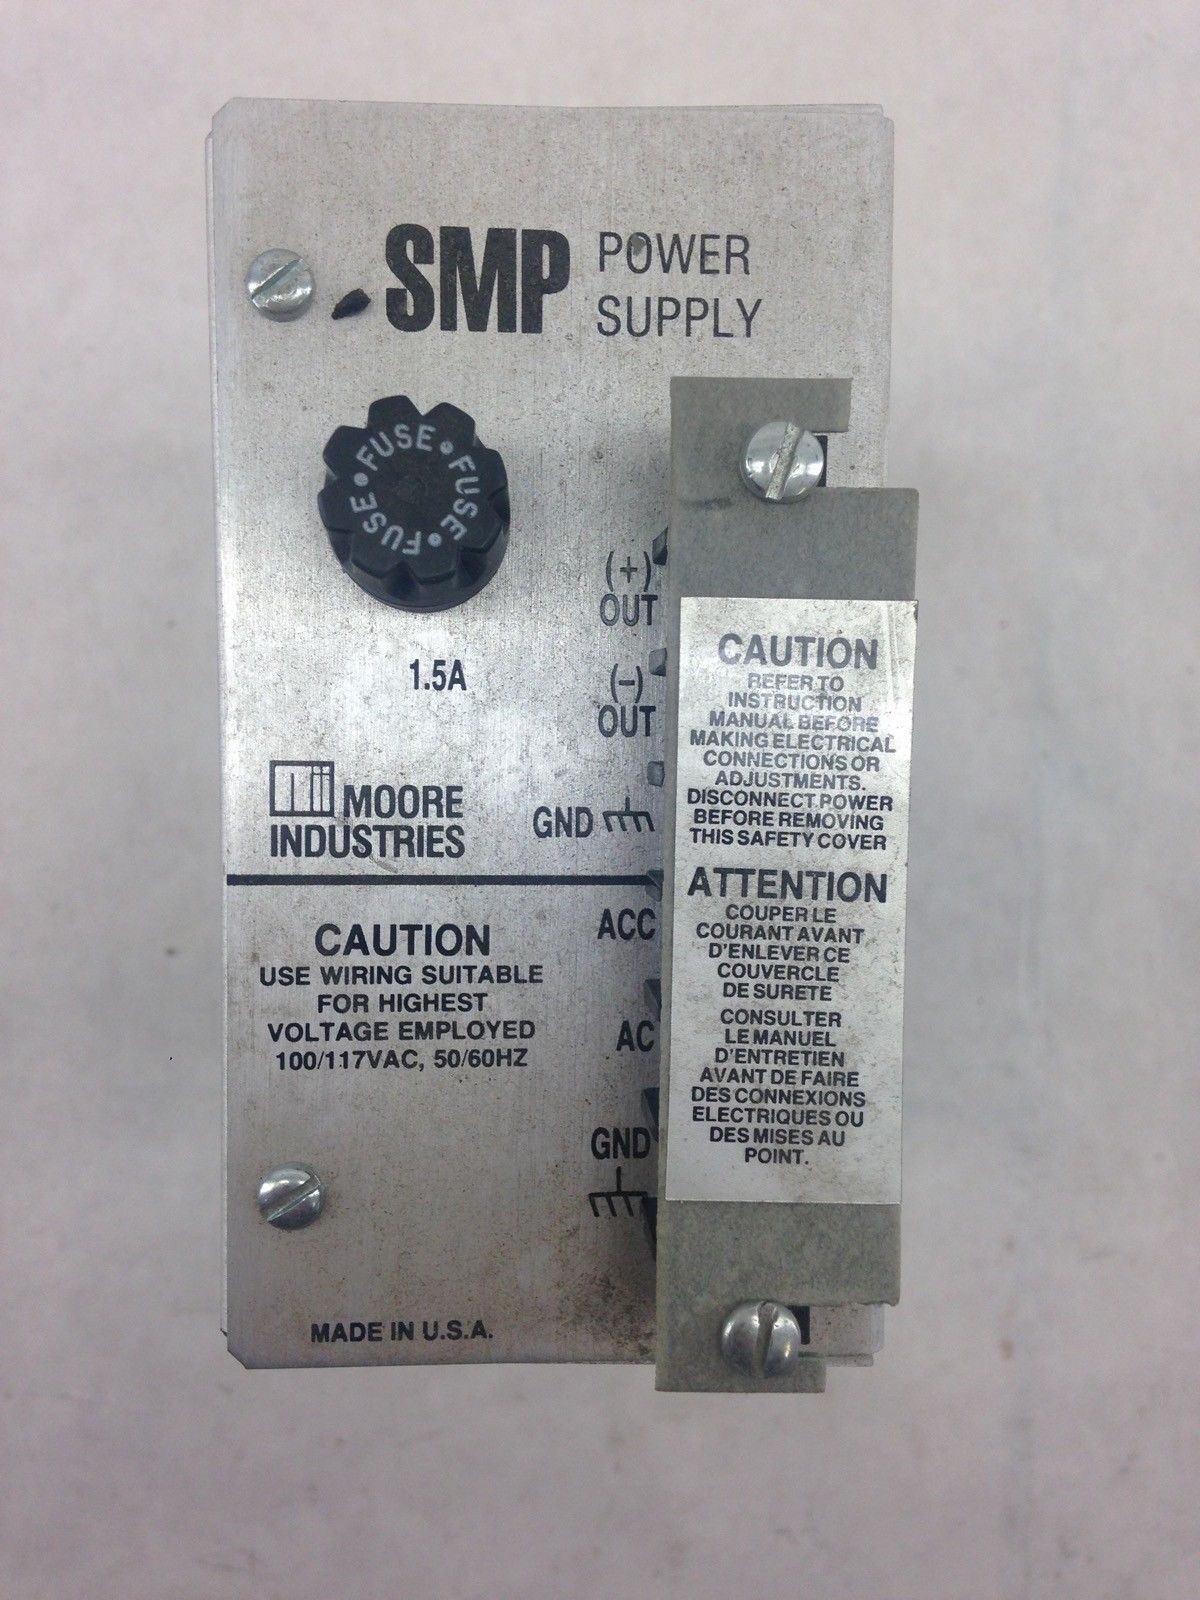 SMP POWER
SUPPLY
FUSE • FUSE • FUSE • FUSE •
1.5A
MOORE
INDUSTRIES
CAUTION
USE WIRING SUITABLE
FOR HIGHEST
VOLTAGE EMPLOYED
100/117VAC, 50/60HZ
MADE IN U.S.A.
(+)
OUT
(-)
OUT
GND
ACC
AC
GND
CAUTION
REFER TO
INSTRUCTION
MANUAL BEFORE
MAKING ELECTRICAL
CONNECTIONS OR
ADJUSTMENTS.
DISCONNECT POWER
BEFORE REMOVING
THIS SAFETY COVER
ATTENTION
COUPER LE
COURANT AVANT
D'ENLEVER CE
COUVERCLE
DE SURETE
CONSULTER
LE MANUEL
D'ENTRETIEN
AVANT DE FAIRE
DES CONNEXIONS
ELECTRIQUES OU
DES MISES AU
POINT.